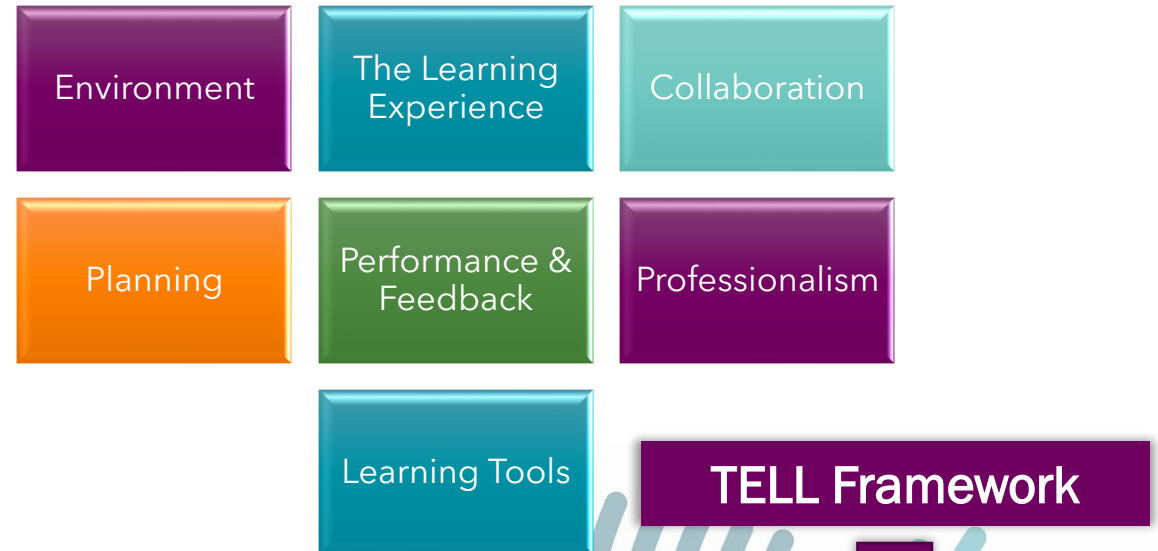 Environment
The Learning
Experience
Collaboration
Planning
Performance &
Feedback
Professionalism
Learning Tools
TELL Framework